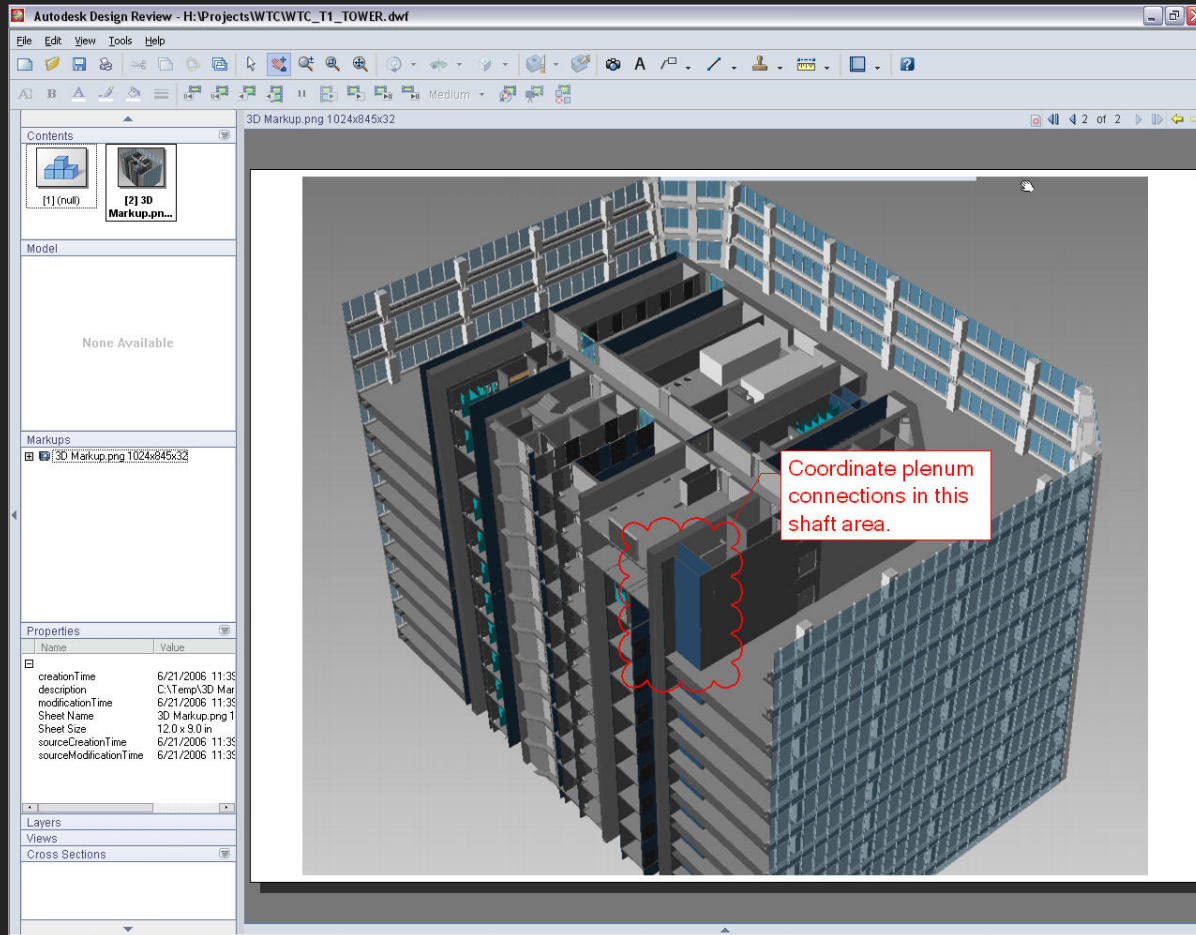 Autodesk Design Review - H:\Projects\WTC\WTC_T1_TOWER.dwf
File Edit View Tools Help
Medium
3D Markup.png 1024x845x32
2 of 2
Contents
[1] (null)
[2] 3D
Markup.pn...
Model
None Available
Markups
3D Markup.png 1024x845x32
Properties
Name Value
creationTime 6/21/2006 11:39
description C:\Temp\3D Mar
modificationTime 6/21/2006 11:39
Sheet Name 3D Markup.png 1
Sheet Size 12.0 x 9.0 in
sourceCreationTime 6/21/2006 11:39
sourceModificationTime 6/21/2006 11:39
Layers
Views
Cross Sections
Coordinate plenum
connections in this
shaft area.